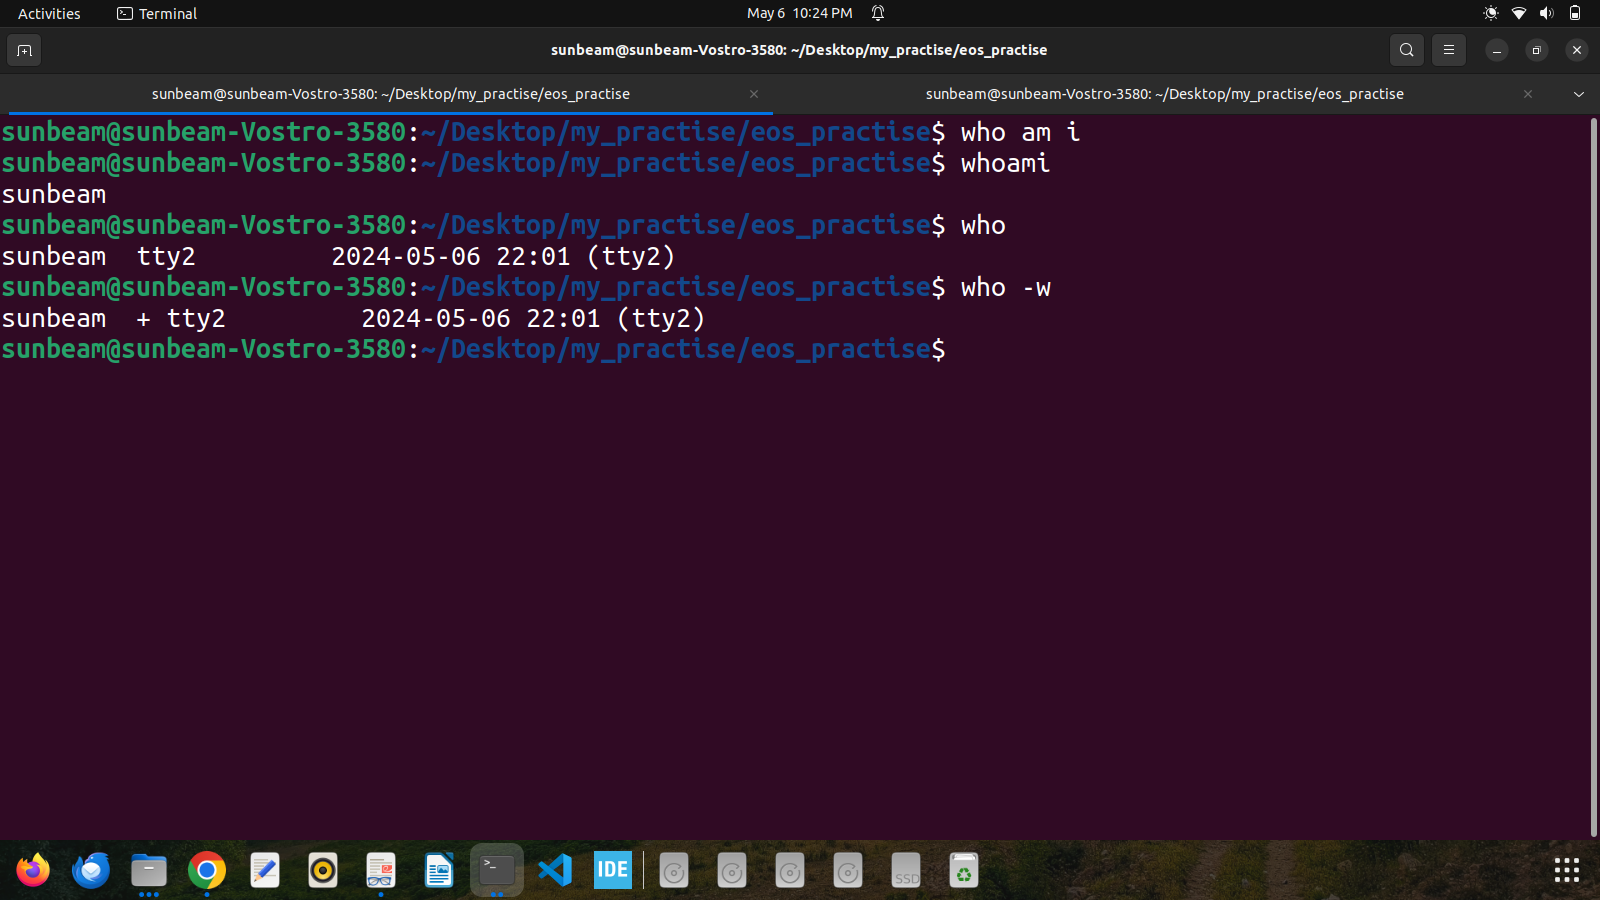 Activities Terminal May 6 10:24 PM
sunbeam@sunbeam-Vostro-3580: ~/Desktop/my_practise/eos_practise
sunbeam@sunbeam-Vostro-3580: ~/Desktop/my_practise/eos_practise sunbeam@sunbeam-Vostro-3580: ~/Desktop/my_practise/eos_practise
sunbeam@sunbeam-Vostro-3580:~/Desktop/my_practise/eos_practise$ who am i
sunbeam@sunbeam-Vostro-3580:~/Desktop/my_practise/eos_practise$ whoami
sunbeam
sunbeam@sunbeam-Vostro-3580:~/Desktop/my_practise/eos_practise$ who
sunbeam  tty2         2024-05-06 22:01 (tty2)
sunbeam@sunbeam-Vostro-3580:~/Desktop/my_practise/eos_practise$ who -w
sunbeam  + tty2         2024-05-06 22:01 (tty2)
sunbeam@sunbeam-Vostro-3580:~/Desktop/my_practise/eos_practise$
>_ IDE SSD